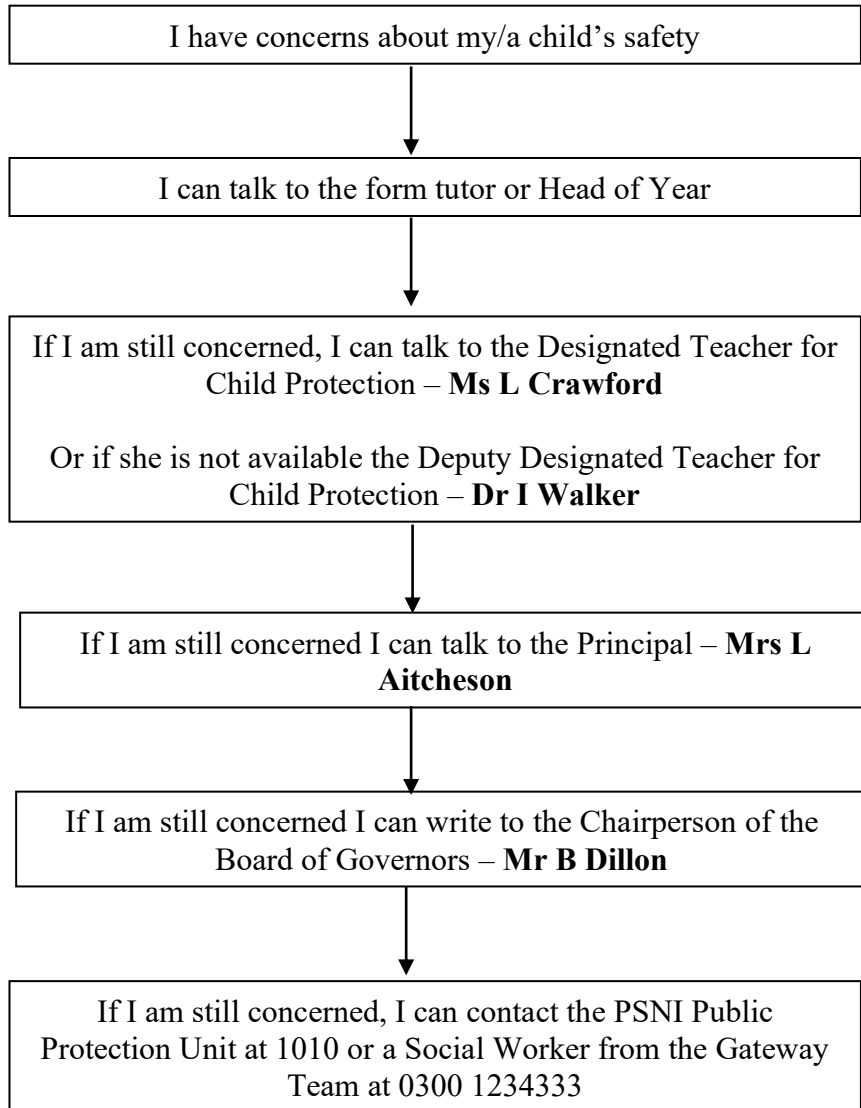 I have concerns about my/a child’s safety
I can talk to the form tutor or Head of Year
If I am still concerned, I can talk to the Designated Teacher for
Child Protection – Ms L Crawford
Or if she is not available the Deputy Designated Teacher for
Child Protection – Dr I Walker
If I am still concerned I can talk to the Principal – Mrs L
Aitcheson
If I am still concerned I can write to the Chairperson of the
Board of Governors – Mr B Dillon
If I am still concerned, I can contact the PSNI Public
Protection Unit at 1010 or a Social Worker from the Gateway
Team at 0300 1234333